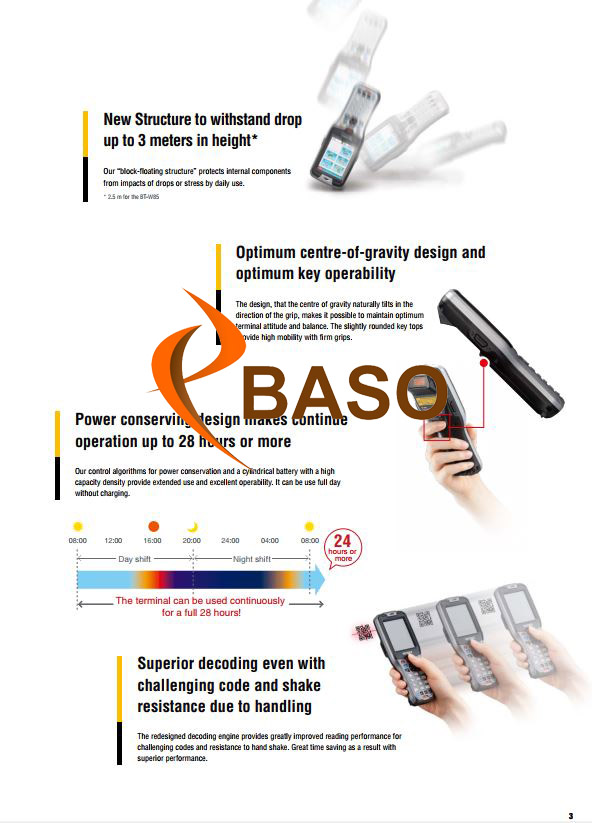 New Structure to withstand drop
up to 3 meters in height*
Our "block-floating structure" protects internal components
from impacts of drops or stress by daily use.
* 2.5 m for the BT-W85
Optimum centre-of-gravity design and
optimum key operability
The design, that the centre of gravity naturally tilts in the
direction of the grip, makes it possible to maintain optimum
terminal attitude and balance. The slightly rounded key tops
provide high mobility with firm grips.
BASO
Power conserving design makes continue
operation up to 28 hours or more
Our control algorithms for power conservation and a cylindrical battery with a high
capacity density provide extended use and excellent operability. It can be use full day
without charging.
08:00 12:00 16:00 20:00 24:00 04:00 08:00
Day shift Night shift
24
hours or
more
The terminal can be used continuously
for a full 28 hours!
Superior decoding even with
challenging code and shake
resistance due to handling
The redesigned decoding engine provides greatly improved reading performance for
challenging codes and resistance to hand shake. Great time saving as a result with
superior performance.
3